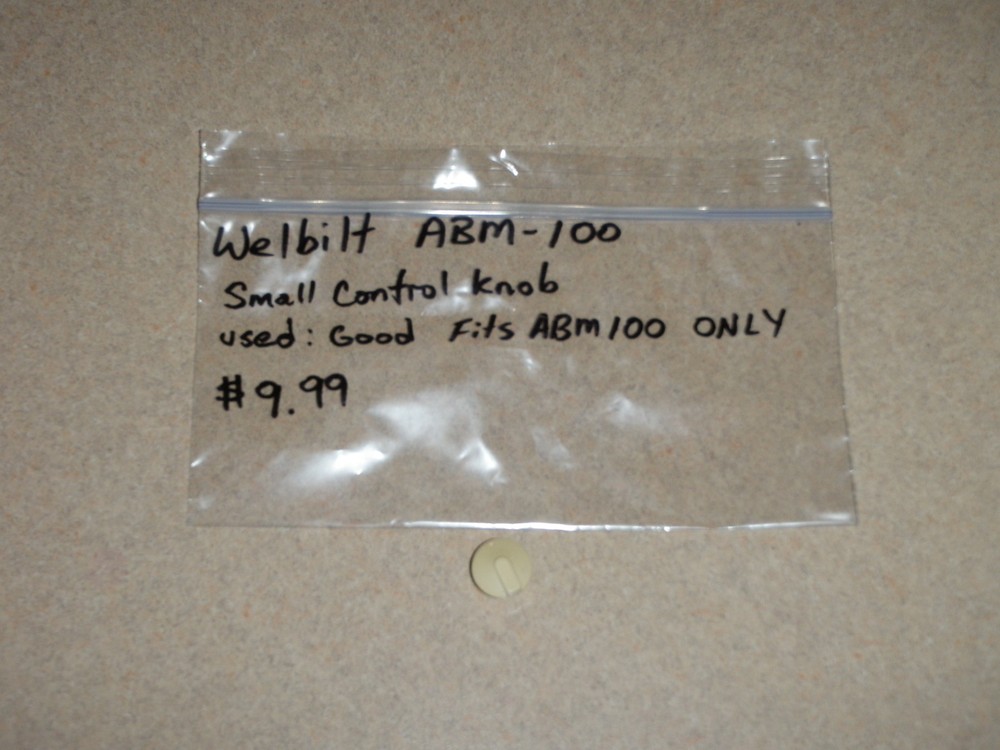 Welbilt ABM-100
Small Control Knob
used: Good Fits ABM100 ONLY
$9.99